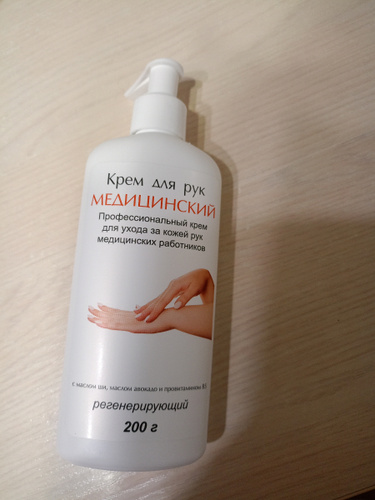 Крем для рук
МЕДИЦИНСКИЙ
Профессиональный крем
для ухода за кожей рук
медицинских работников
с маслом ши, маслом авокадо и провитамином В5
регенерирующий
200 г